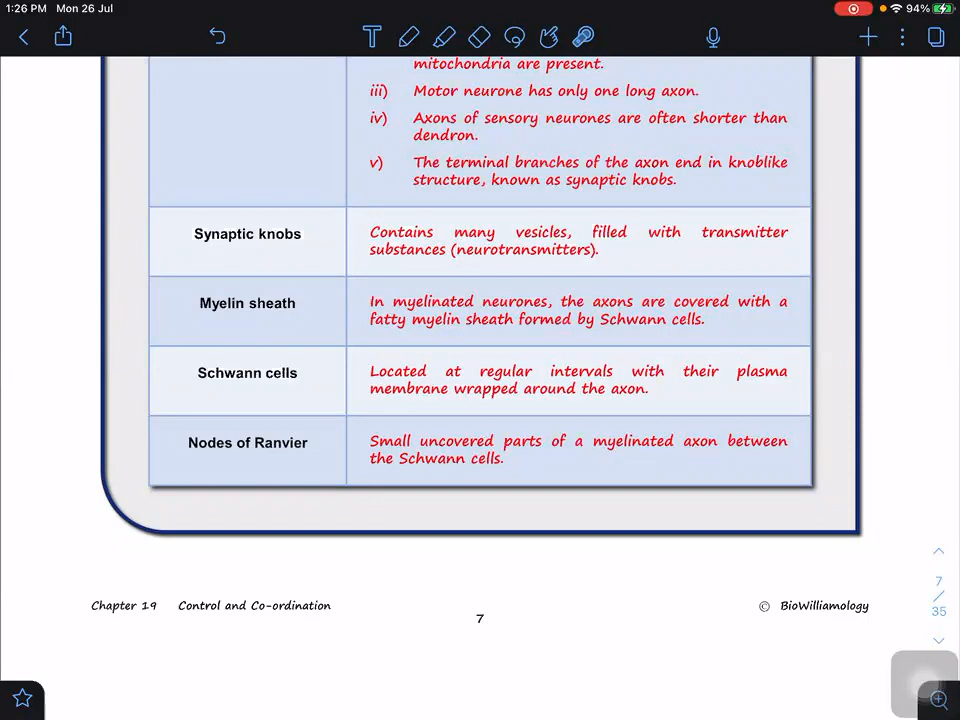 1:26 PM Mon 26 Jul
94%
T
mitochondria are present.
iii) Motor neurone has only one long axon.
iv) Axons of sensory neurones are often shorter than
dendron.
v) The terminal branches of the axon end in knoblike
structure, known as synaptic knobs.
Synaptic knobs
Contains many vesicles, filled with transmitter
substances (neurotransmitters).
Myelin sheath
In myelinated neurones, the axons are covered with a
fatty myelin sheath formed by Schwann cells.
Schwann cells
Located at regular intervals with their plasma
membrane wrapped around the axon.
Nodes of Ranvier
Small uncovered parts of a myelinated axon between
the Schwann cells.
7
/
35
Chapter 19 Control and Co-ordination
7
© BioWilliamology